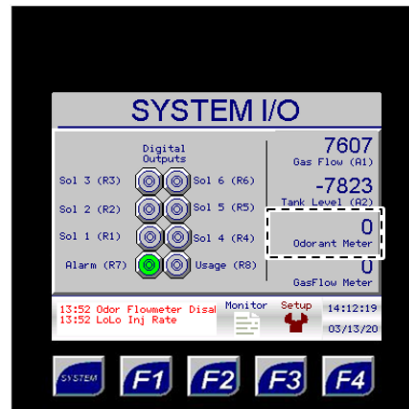 SYSTEM I/O
Digital
Outputs
Sol 3 (R3) Sol 6 (R6)
Sol 2 (R2) Sol 5 (R5)
Sol 1 (R1) Sol 4 (R4)
Alarm (R7) Usage (R8)
7607
Gas Flow (A1)
-7823
Tank Level (A2)
0
Odorant Meter
0
GasFlow Meter
13:52 Odor Flowmeter Disal
13:52 LoLo Inj Rate
Monitor
Setup
14:12:19
03/13/20
SYSTEM F1 F2 F3 F4